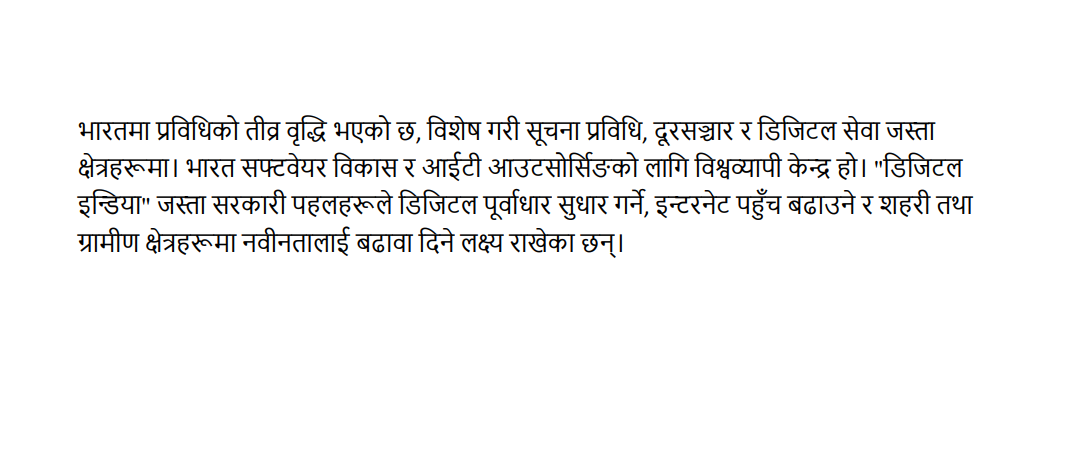 भारतमा प्रविधिको तीव्र वृद्धि भएको छ, विशेष गरी सूचना प्रविधि, दूरसञ्चार र डिजिटल सेवा जस्ता
क्षेत्रहरूमा। भारत सफ्टवेयर विकास र आईटी आउटसोर्सिङको लागि विश्वव्यापी केन्द्र हो। "डिजिटल
इन्डिया" जस्ता सरकारी पहलहरूले डिजिटल पूर्वाधार सुधार गर्ने, इन्टरनेट पहुँच बढाउने र शहरी तथा
ग्रामीण क्षेत्रहरूमा नवीनतालाई बढावा दिने लक्ष्य राखेका छन्।